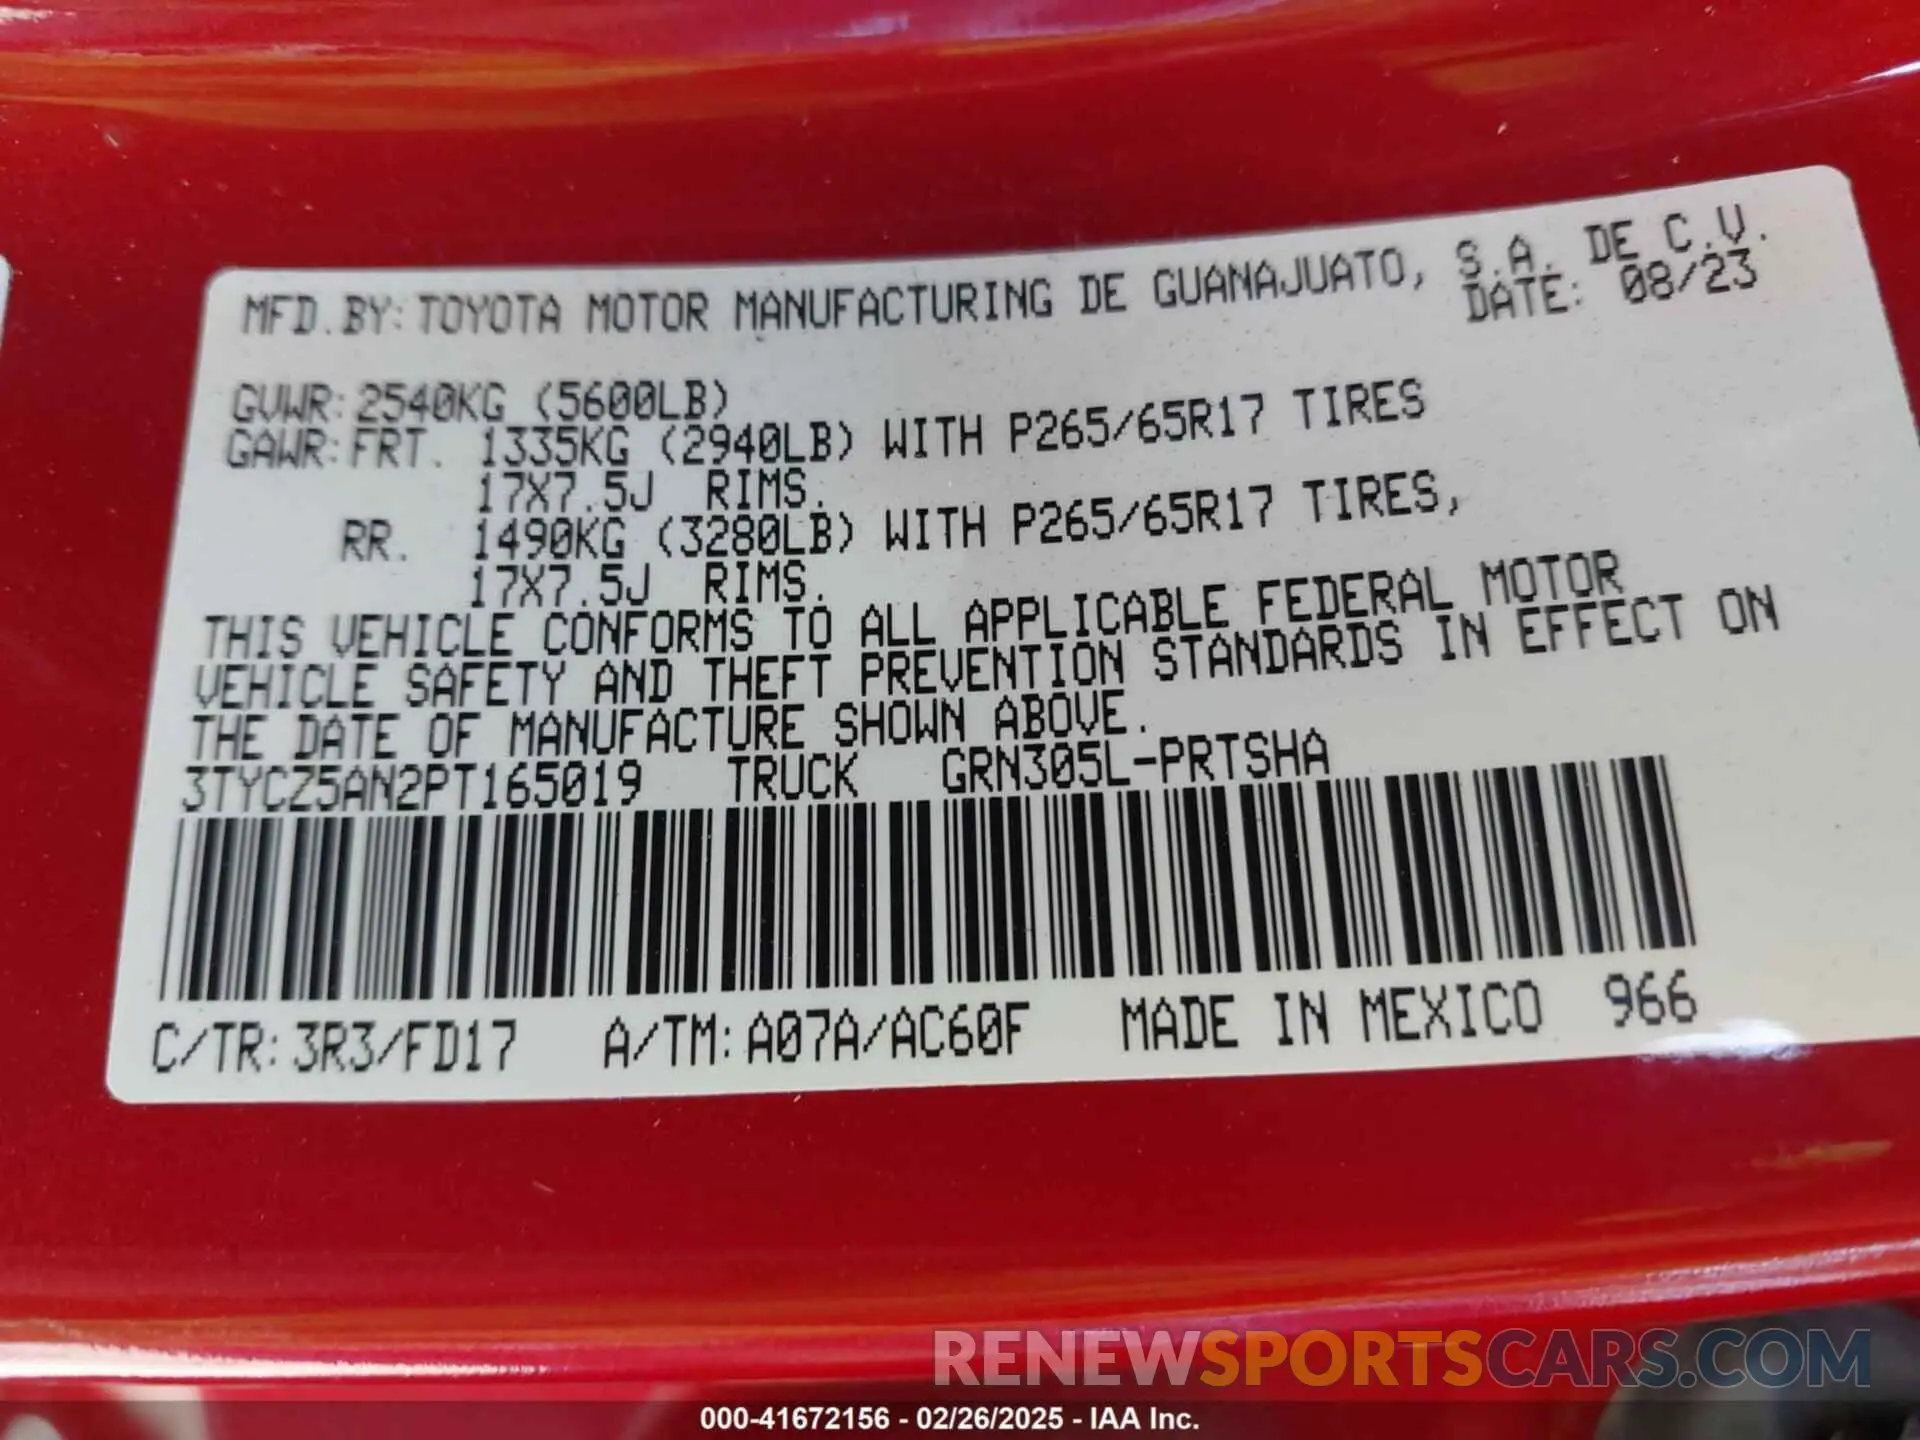 MFD.BY:TOYOTA MOTOR MANUFACTURING DE GUANAJUATO, S.A. DE C.V.
DATE: 08/23
GVWR:2540KG (5600LB)
GAWR:FRT. 1335KG (2940LB) WITH P265/65R17 TIRES
17X7.5J RIMS.
RR. 1490KG (3280LB) WITH P265/65R17 TIRES,
17X7.5J RIMS.
THIS VEHICLE CONFORMS TO ALL APPLICABLE FEDERAL MOTOR
VEHICLE SAFETY AND THEFT PREVENTION STANDARDS IN EFFECT ON
THE DATE OF MANUFACTURE SHOWN ABOVE.
3TYCZ5AN2PT165019 TRUCK GRN305L-PRTSHA
C/TR:3R3/FD17 A/TM:A07A/AC60F MADE IN MEXICO 966
RENEWSPORTSCARS.COM
000-41672156 - 02/26/2025 - IAA Inc.